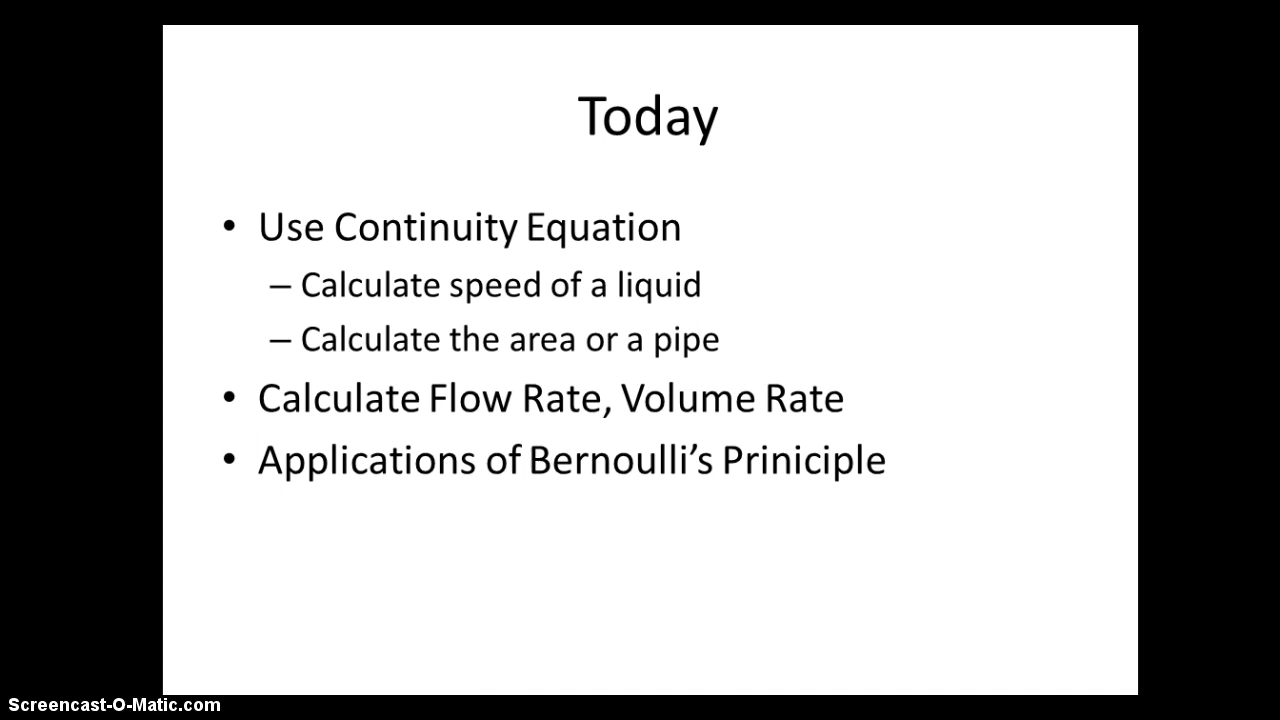 Today
• Use Continuity Equation
– Calculate speed of a liquid
– Calculate the area or a pipe
• Calculate Flow Rate, Volume Rate
• Applications of Bernoulli’s Priniciple
Screencast-O-Matic.com